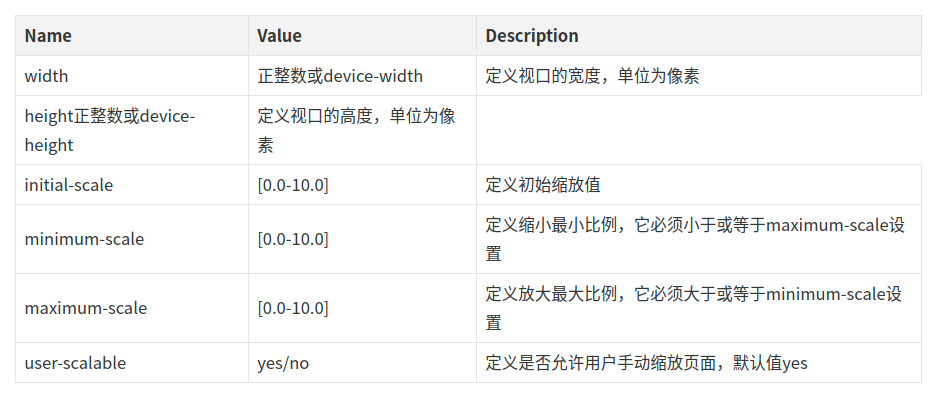 Name Value Description
width 正整数或device-width 定义视口的宽度，单位为像素
height正整数或device- 定义视口的高度，单位为像
height 素
initial-scale [0.0-10.0] 定义初始缩放值
minimum-scale [0.0-10.0] 定义缩小最小比例，它必须小于或等于maximum-scale设
置
maximum-scale [0.0-10.0] 定义放大最大比例，它必须大于或等于minimum-scale设
置
user-scalable yes/no 定义是否允许用户手动缩放页面，默认值yes